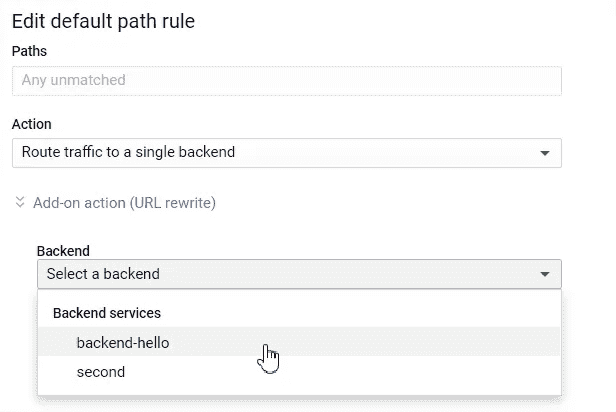 Edit default path rule
Paths
Any unmatched
Action
Route traffic to a single backend
Add-on action (URL rewrite)
Backend
Select a backend
Backend services
backend-hello
second